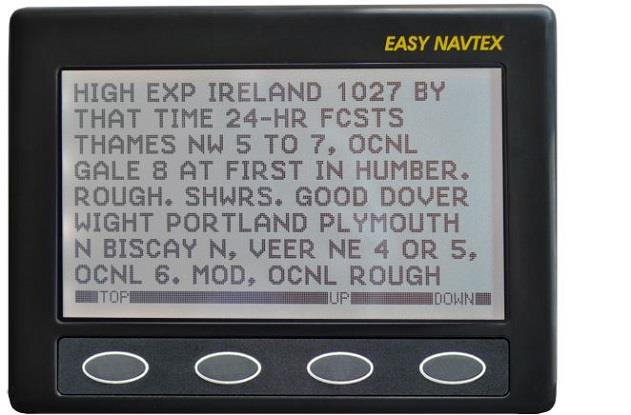 EASY NAVTEX
HIGH EXP IRELAND 1027 BY
THAT TIME 24-HR FCSTS
THAMES NW 5 TO 7, OCNL
GALE 8 AT FIRST IN HUMBER.
ROUGH. SHWRS. GOOD DOVER
WIGHT PORTLAND PLYMOUTH
N BISCAY N, VEER NE 4 OR 5,
OCNL 6. MOD, OCNL ROUGH
TOP UP DOWN